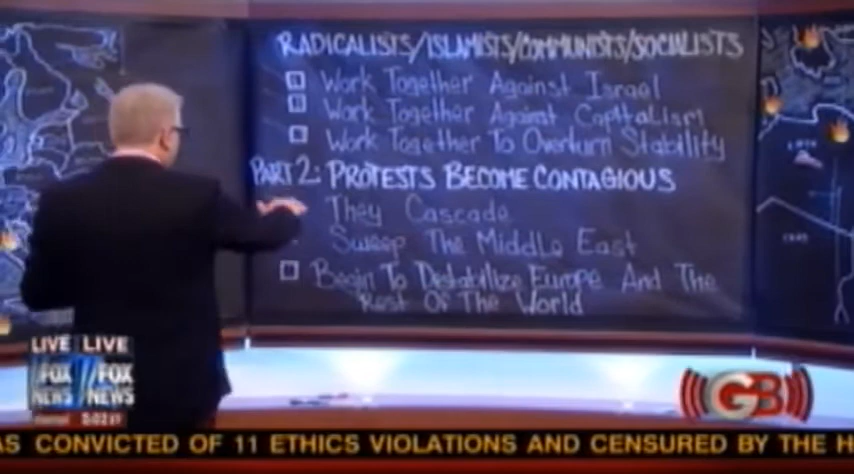 RADICALISTS/ISLAMISTS/COMMUNISTS/SOCIALISTS
Work Together Against Israel
Work Together Against Capitalism
Work Together To Overturn Stability
PART 2: PROTESTS BECOME CONTAGIOUS
They Cascade
Sweep The Middle East
Begin To Destabilize Europe And The
Rest Of The World
LIVE LIVE
FOX FOX
NEWS NEWS
GB
AS CONVICTED OF 11 ETHICS VIOLATIONS AND CENSURED BY THE H